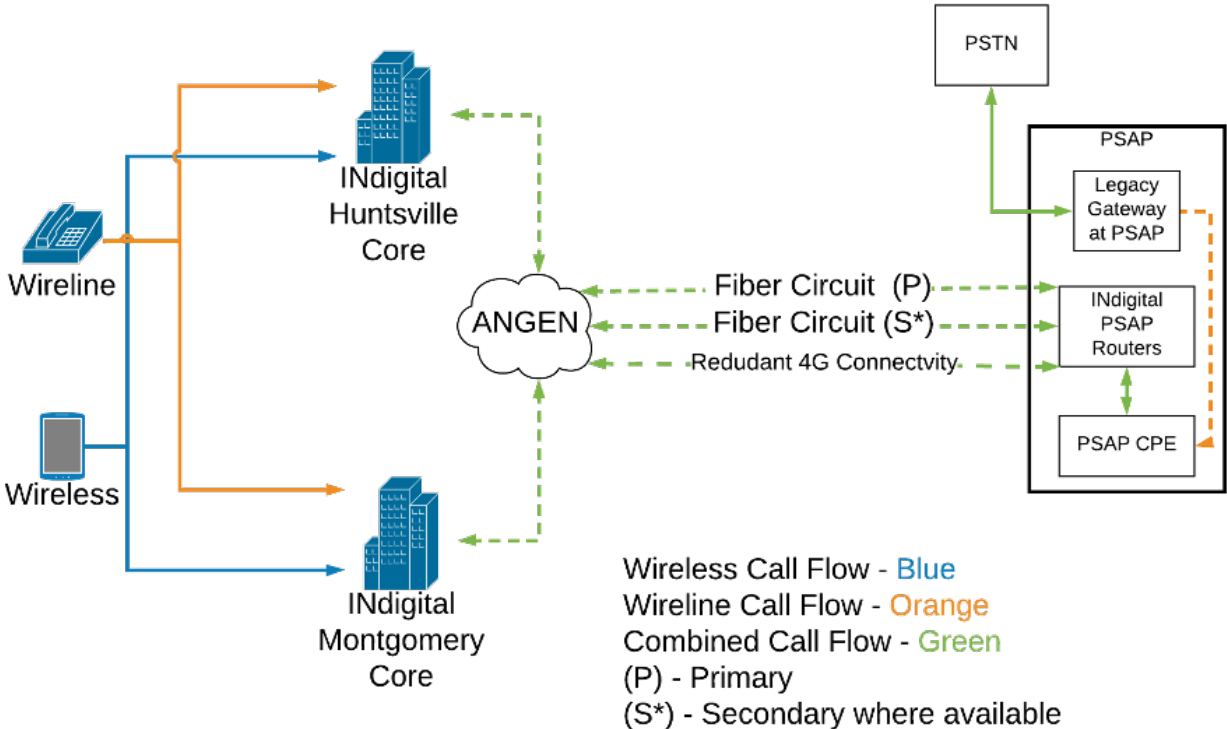 PSTN
PSAP
Legacy
Gateway
at PSAP
INdigital
Huntsville
Core
Wireline
ANGEN
Fiber Circuit (P)
Fiber Circuit (S*)
Redudant 4G Connectvity
INdigital
PSAP
Routers
PSAP CPE
Wireless
INdigital
Montgomery
Core
Wireless Call Flow - Blue
Wireline Call Flow - Orange
Combined Call Flow - Green
(P) - Primary
(S*) - Secondary where available